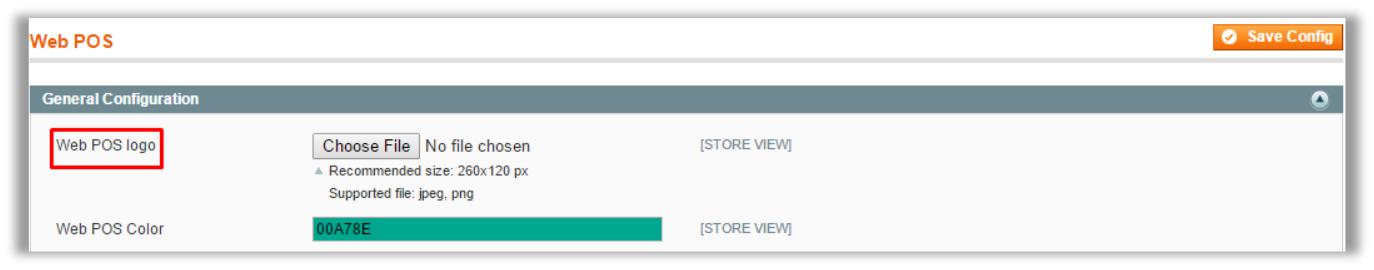 Web POS
Save Config
General Configuration
Web POS logo
Choose File No file chosen
[STORE VIEW]
Recommended size: 260x120 px
Supported file: jpeg, png
Web POS Color
00A78E
[STORE VIEW]